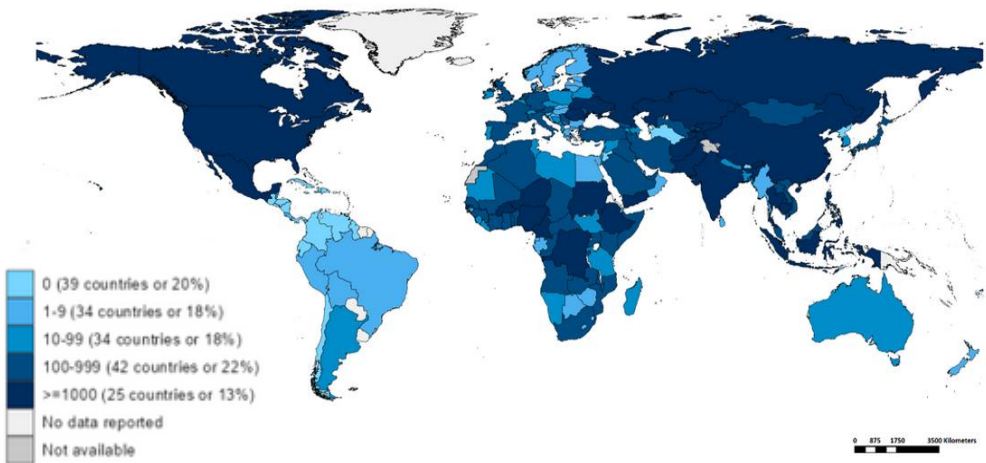 0 (39 countries or 20%)
1-9 (34 countries or 18%)
10-99 (34 countries or 18%)
100-999 (42 countries or 22%)
>=1000 (25 countries or 13%)
No data reported
Not available
0 875 1750 3500 Kilometers